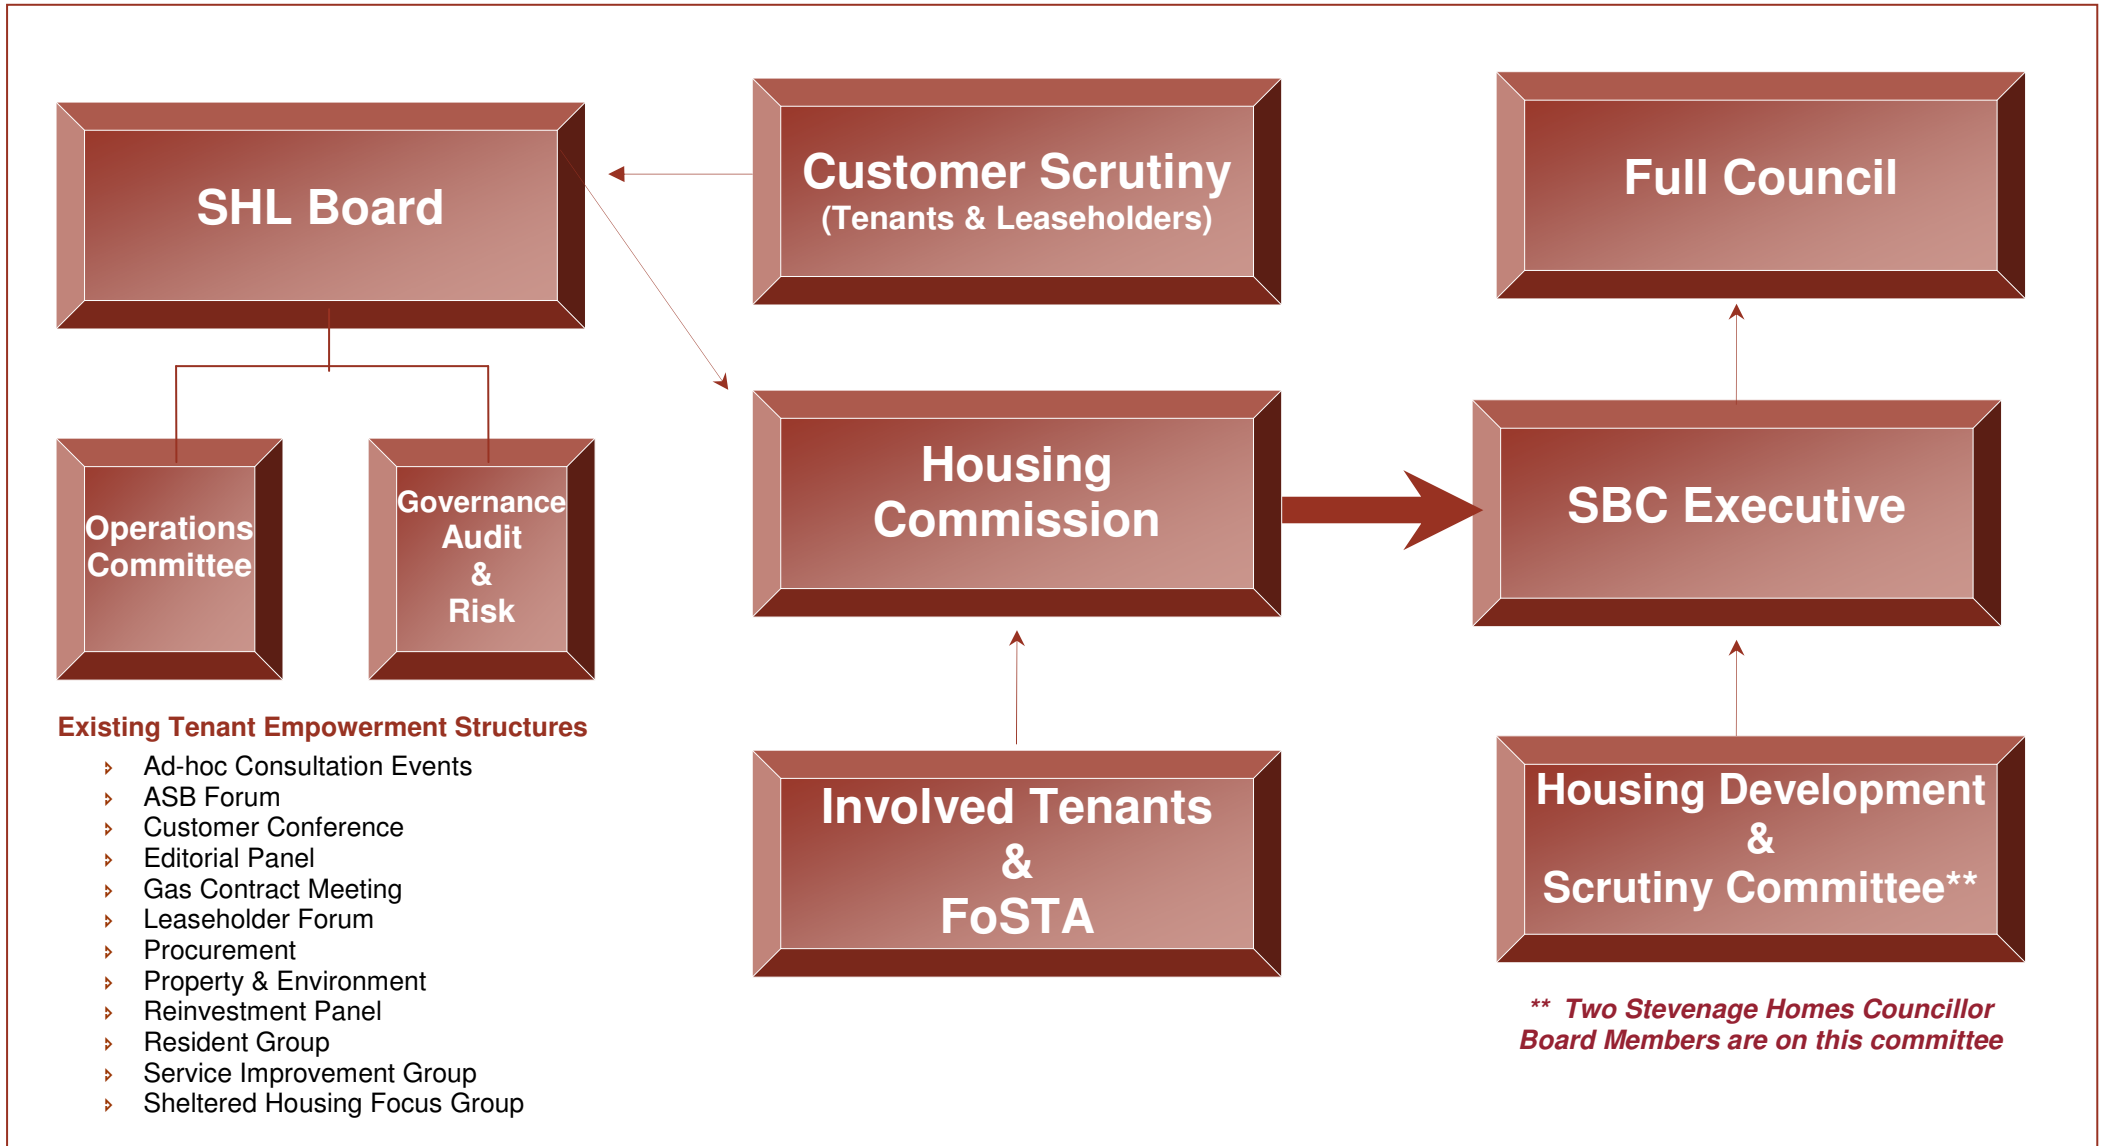 SHL Board
Customer Scrutiny
(Tenants & Leaseholders)
Full Council
Operations
Committee
Governance
Audit
&
Risk
Housing
Commission
SBC Executive
Existing Tenant Empowerment Structures
Ad-hoc Consultation Events
ASB Forum
Customer Conference
Editorial Panel
Gas Contract Meeting
Leaseholder Forum
Procurement
Property & Environment
Reinvestment Panel
Resident Group
Service Improvement Group
Sheltered Housing Focus Group
Involved Tenants
&
FoSTA
Housing Development
&
Scrutiny Committee**
** Two Stevenage Homes Councillor
Board Members are on this committee